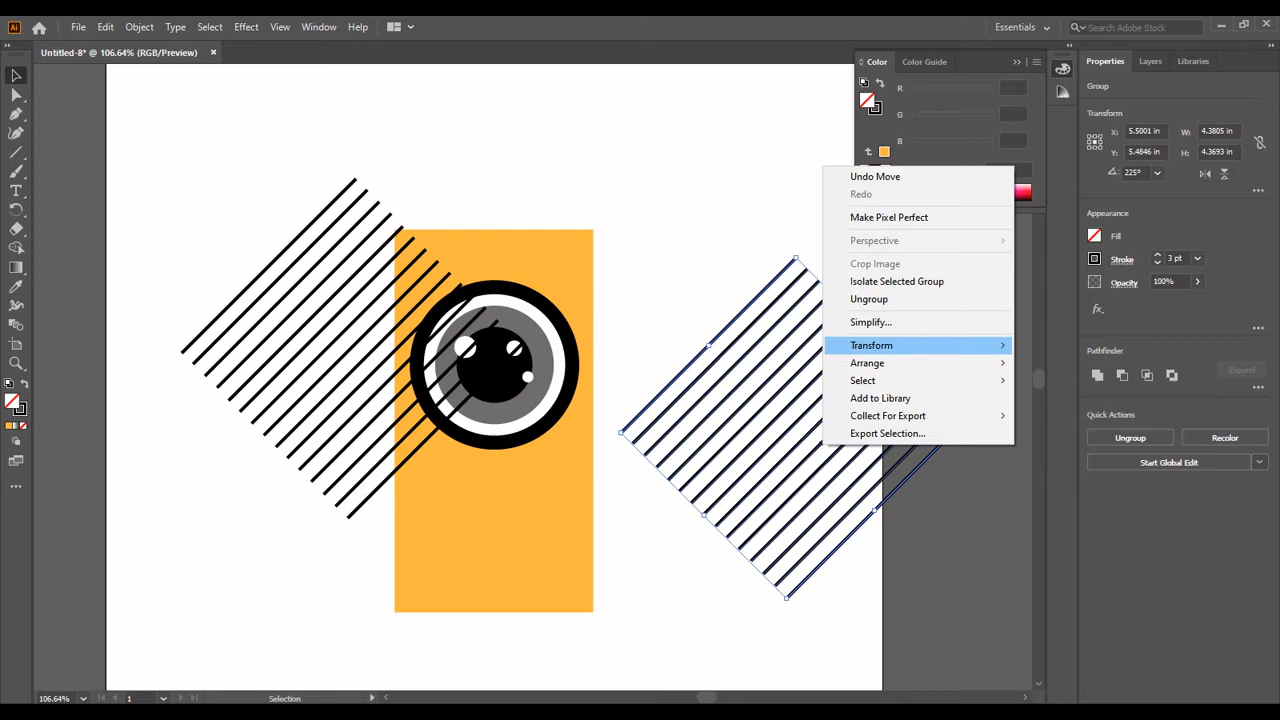 Ai File Edit Object Type Select Effect View Window Help Essentials Search Adobe Stock
Untitled-8* @ 106.64% (RGB/Preview)
Color Color Guide
R
G
B
Undo Move
Redo
Make Pixel Perfect
Perspective
Crop Image
Isolate Selected Group
Ungroup
Simplify...
Transform
Arrange
Select
Add to Library
Collect For Export
Export Selection...
Properties Layers Libraries
Group
Transform
X: 5.5001 in W: 4.3805 in
Y: 5.4846 in H: 4.3693 in
225°
Appearance
Fill
Stroke 3 pt
Opacity 100%
fx.
Pathfinder
Expand
Quick Actions
Ungroup Recolor
Start Global Edit
106.64% 1 Selection